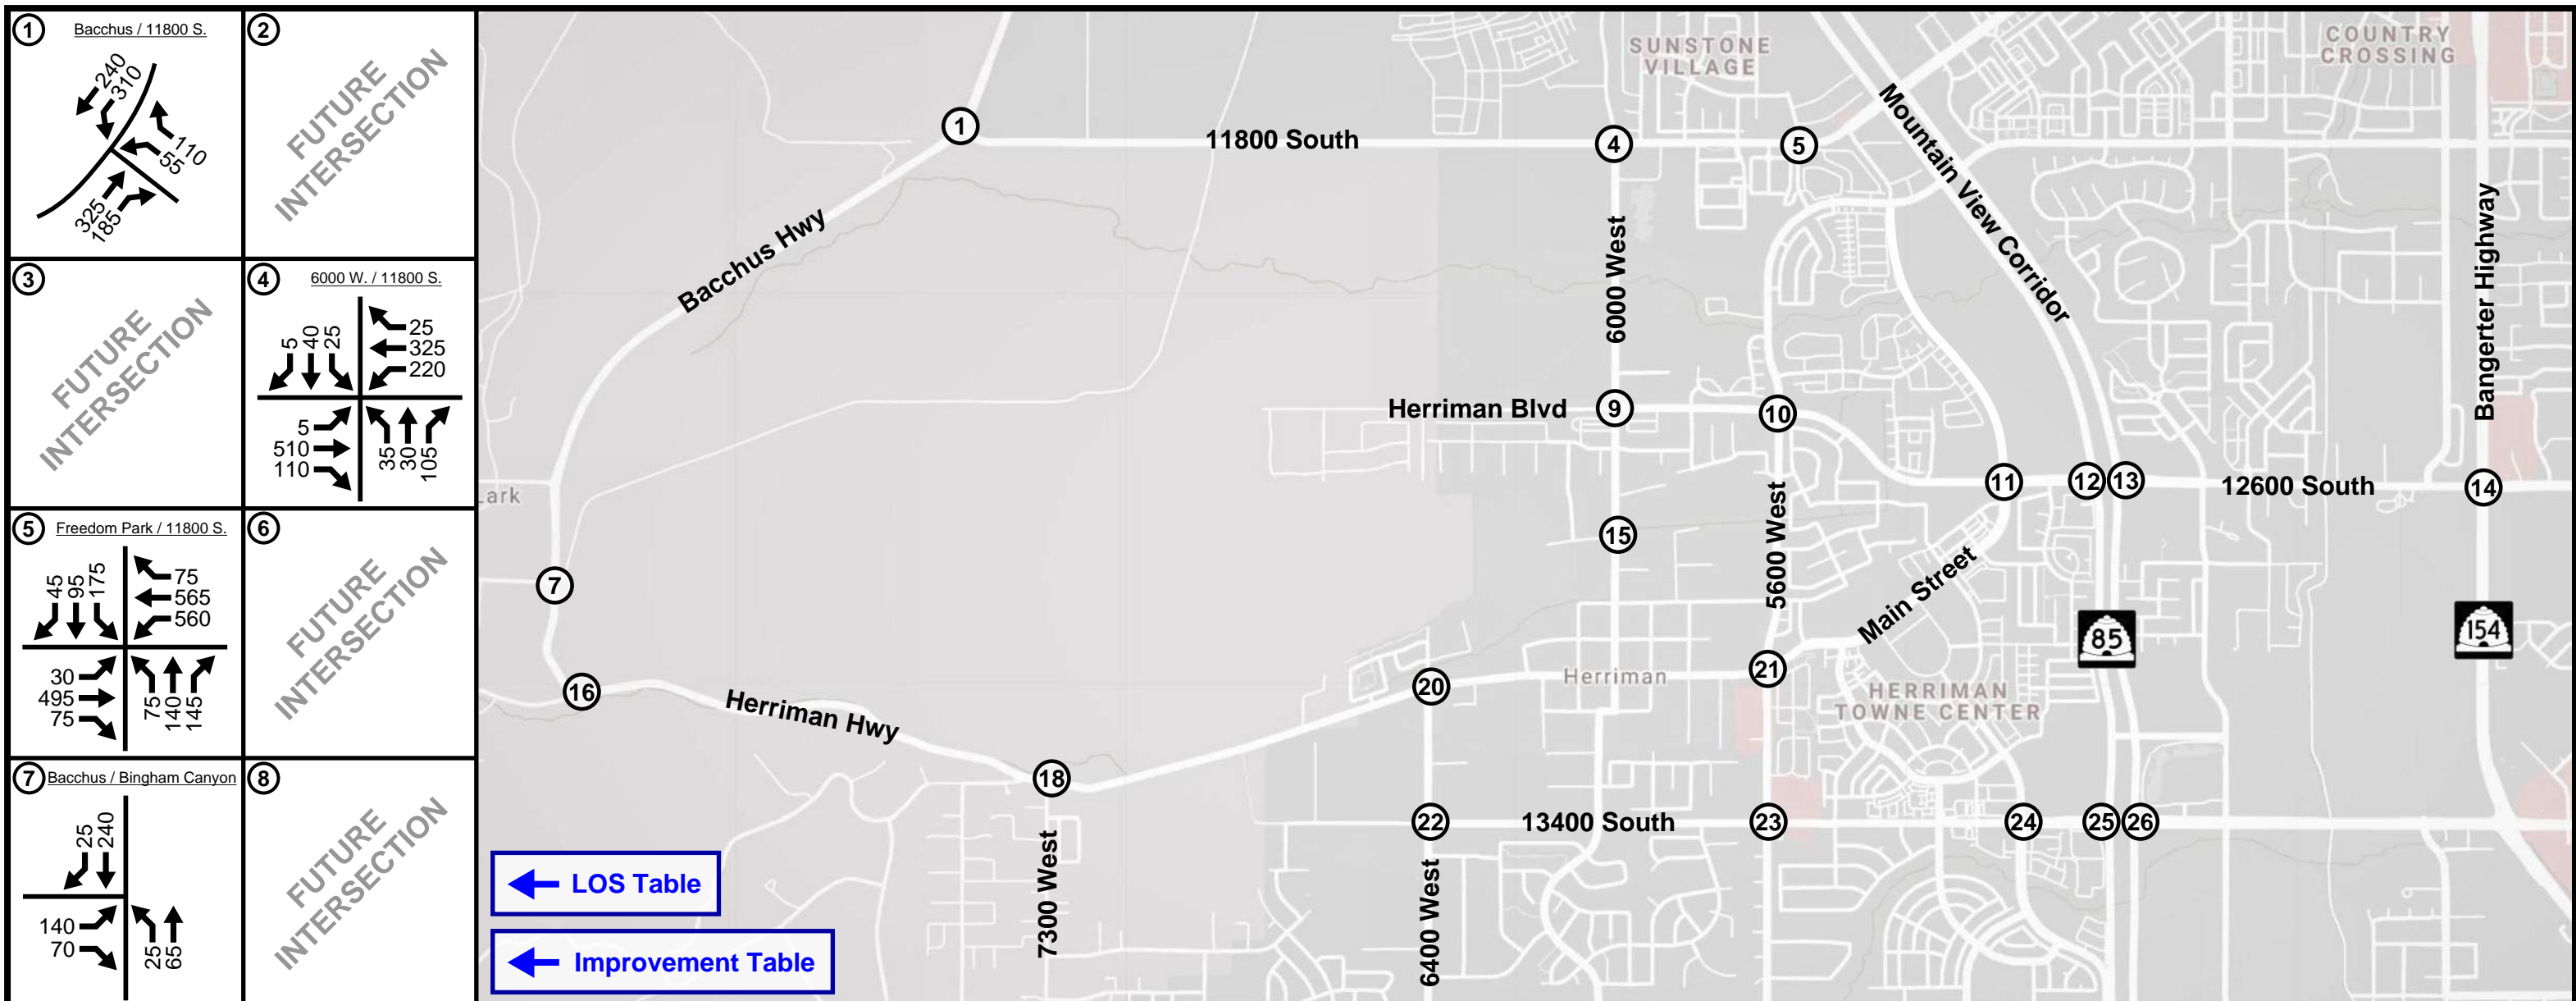 1
Bacchus / 11800 S.
240
310
110
55
325
185
2
FUTURE
INTERSECTION
3
FUTURE
INTERSECTION
4
6000 W. / 11800 S.
5
40
25
25
325
220
5
510
110
35
30
105
5
Freedom Park / 11800 S.
45
95
175
75
565
560
30
495
75
75
140
145
6
FUTURE
INTERSECTION
7
Bacchus / Bingham Canyon
25
240
140
70
25
65
8
FUTURE
INTERSECTION
SUNSTONE
VILLAGE
COUNTRY
CROSSING
1
11800 South
4
5
Mountain View Corridor
Bangerter Highway
Bacchus Hwy
6000 West
Herriman Blvd
9
10
11
12
13
12600 South
14
Lark
15
5600 West
Main Street
7
85
154
16
Herriman Hwy
20
Herriman
21
HERRIMAN
TOWNE CENTER
18
7300 West
22
13400 South
23
24
25
26
6400 West
LOS Table
Improvement Table